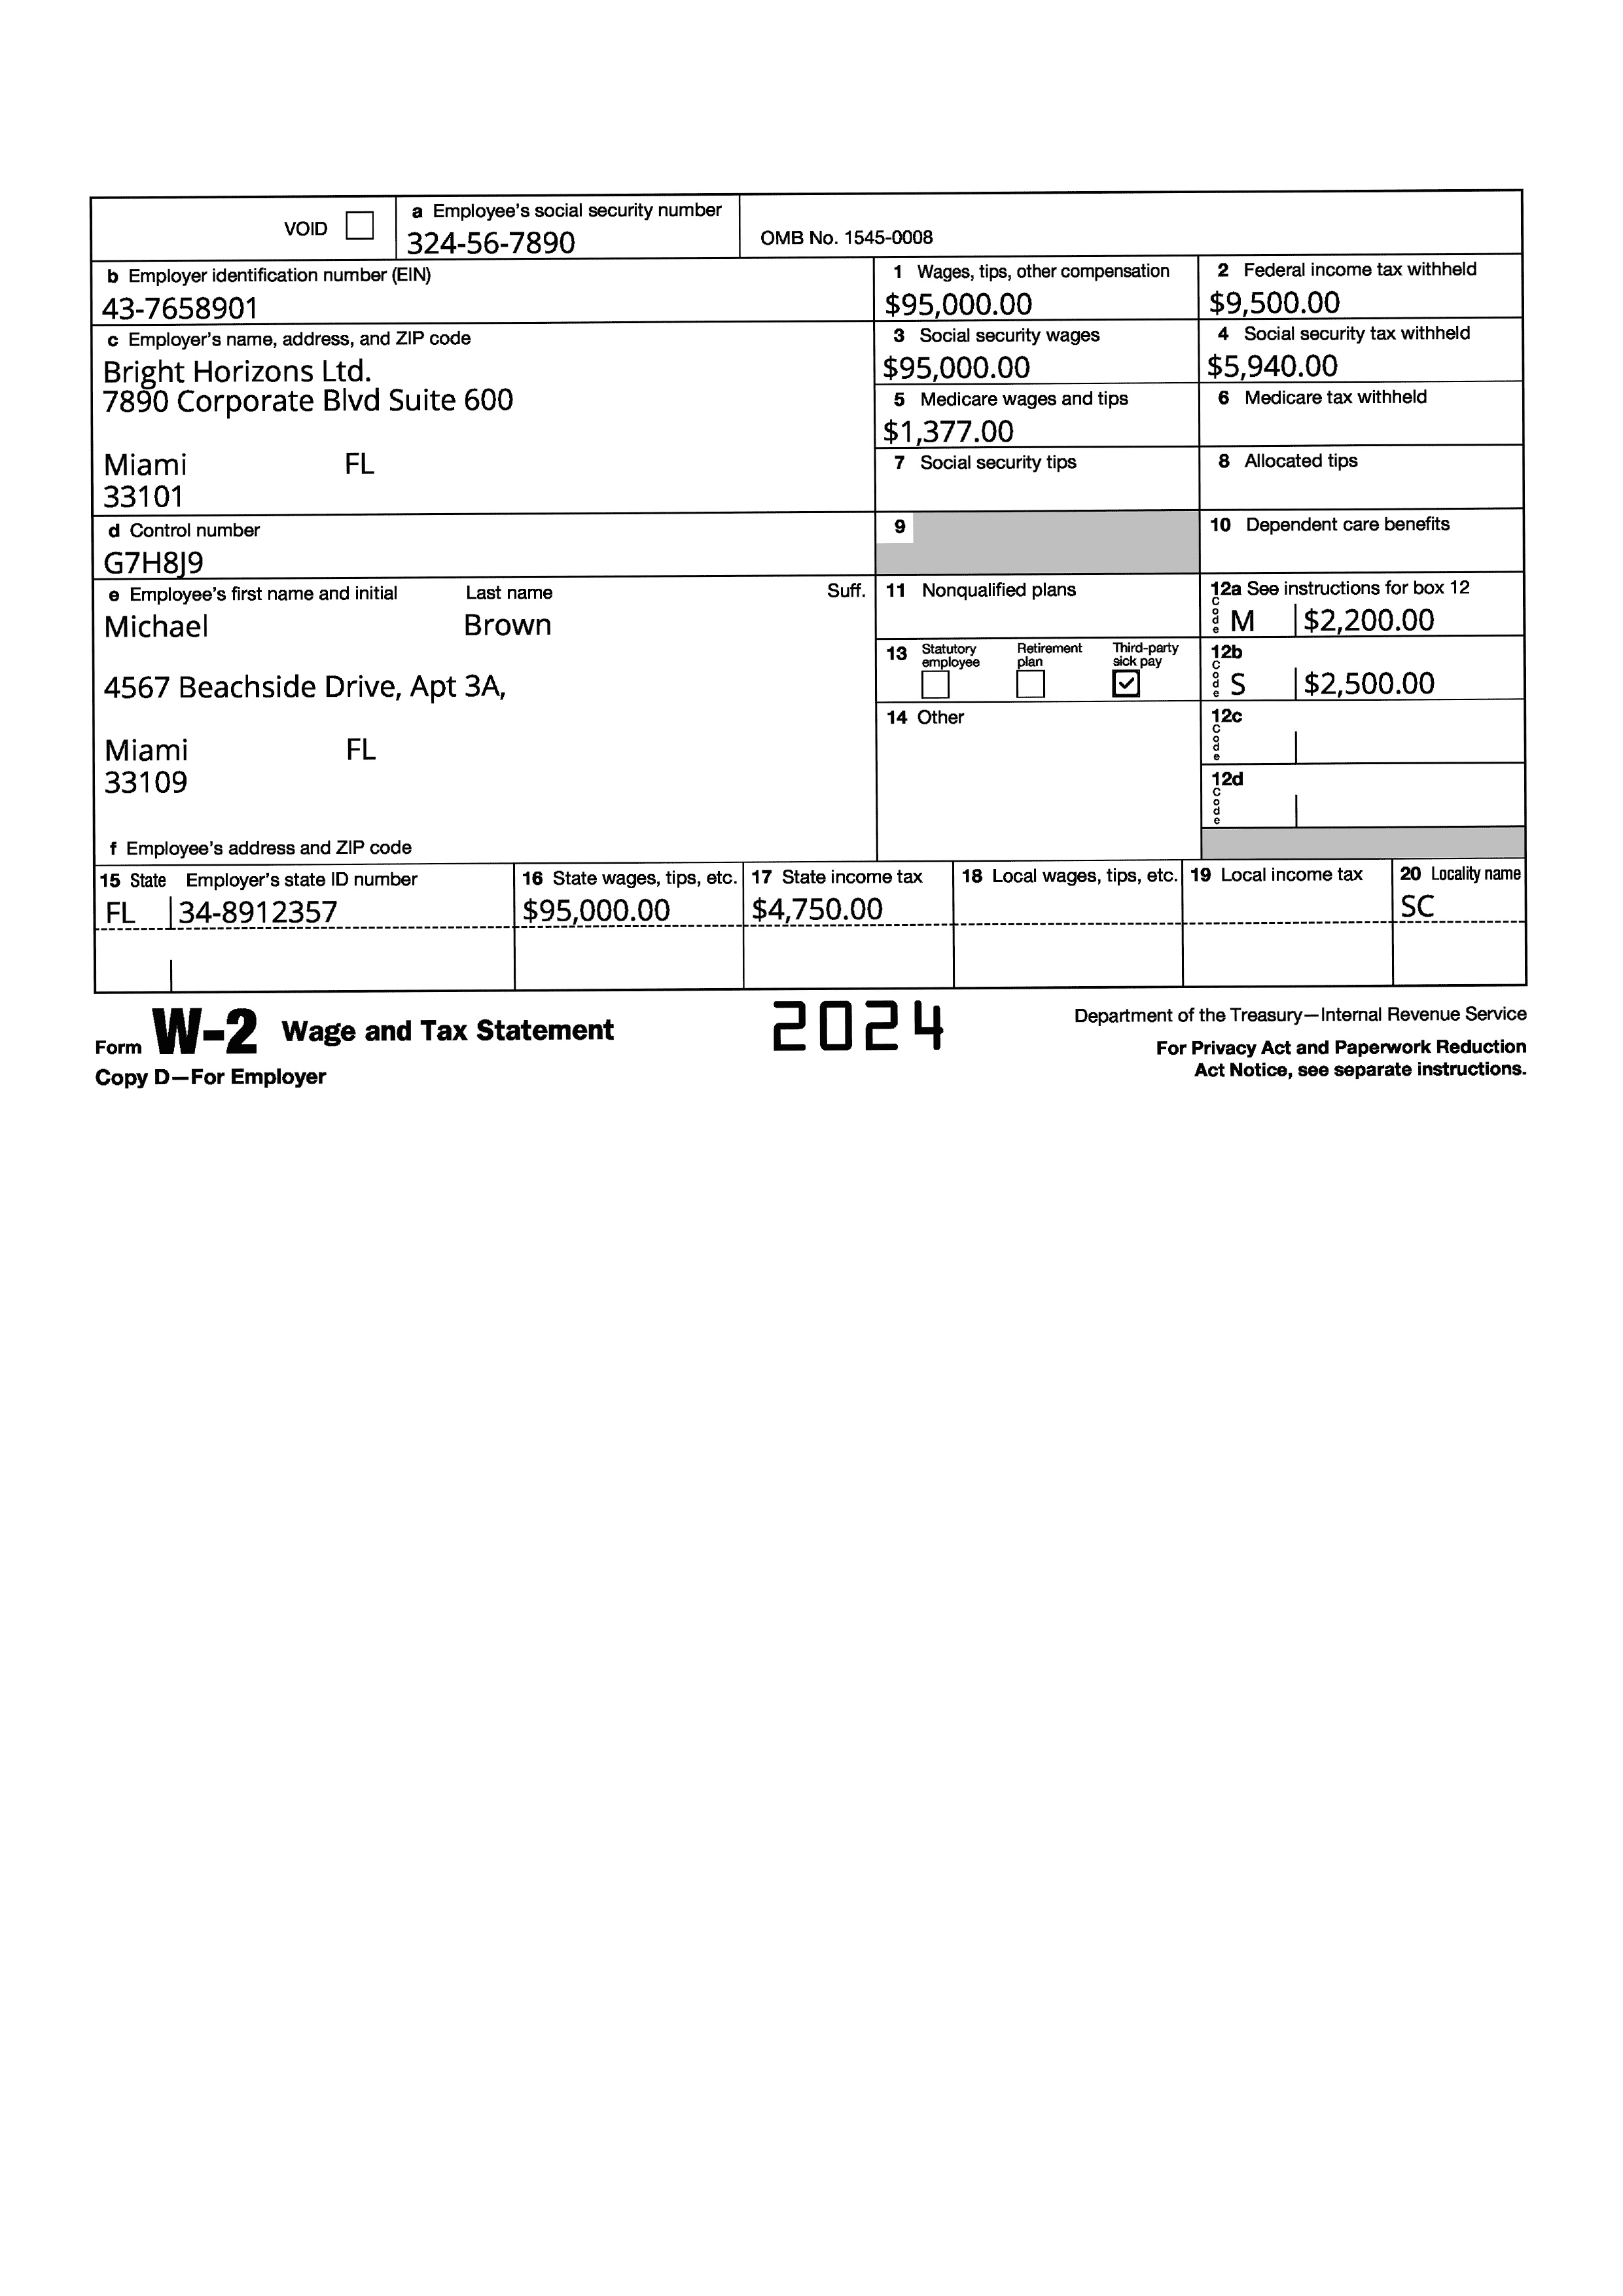 VOID
a Employee's social security number
324-56-7890
OMB No. 1545-0008
b Employer identification number (EIN)
43-7658901
1 Wages, tips, other compensation
$95,000.00
2 Federal income tax withheld
$9,500.00
c Employer's name, address, and ZIP code
Bright Horizons Ltd.
7890 Corporate Blvd Suite 600
Miami FL
33101
3 Social security wages
$95,000.00
4 Social security tax withheld
$5,940.00
5 Medicare wages and tips
$1,377.00
6 Medicare tax withheld
7 Social security tips
8 Allocated tips
d Control number
G7H8J9
9
10 Dependent care benefits
e Employee's first name and initial Last name Suff.
Michael Brown
4567 Beachside Drive, Apt 3A,
Miami FL
33109
f Employee's address and ZIP code
11 Nonqualified plans
12a See instructions for box 12
Code M $2,200.00
13 Statutory employee Retirement plan Third-party sick pay
12b
Code S $2,500.00
14 Other
12c
Code
12d
Code
15 State Employer's state ID number
FL 34-8912357
16 State wages, tips, etc.
$95,000.00
17 State income tax
$4,750.00
18 Local wages, tips, etc.
19 Local income tax
20 Locality name
SC
Form W-2 Wage and Tax Statement
2024
Department of the Treasury—Internal Revenue Service
For Privacy Act and Paperwork Reduction
Act Notice, see separate instructions.
Copy D—For Employer